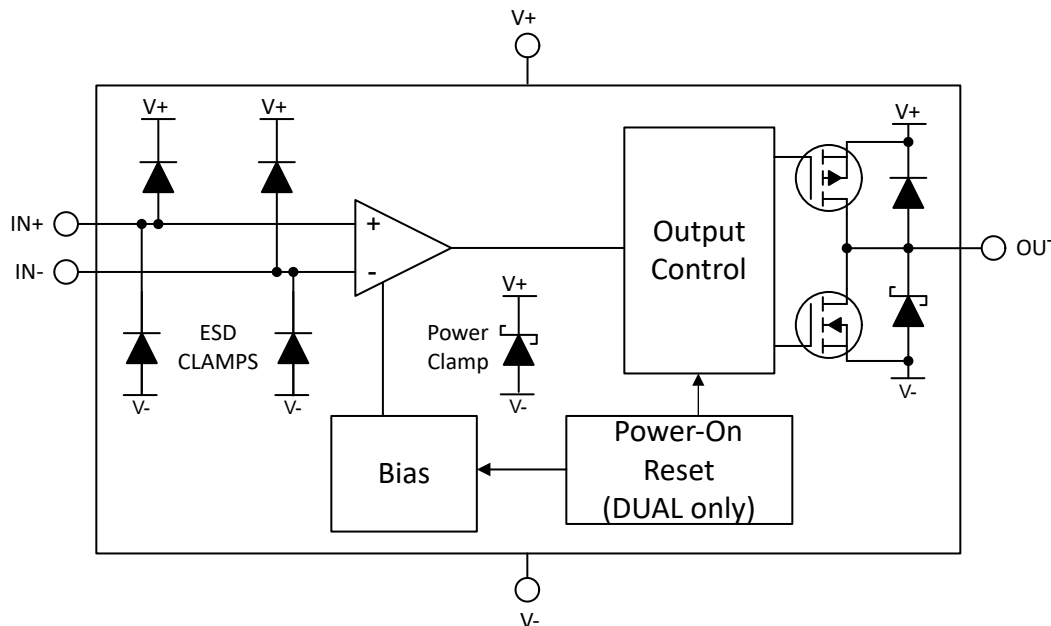 V+
V+
V+
V+
IN+
IN-
+
-
Output
Control
OUT
V+
Power
Clamp
V-
ESD
CLAMPS
V-
V-
V-
Bias
Power-On
Reset
(DUAL only)
V-